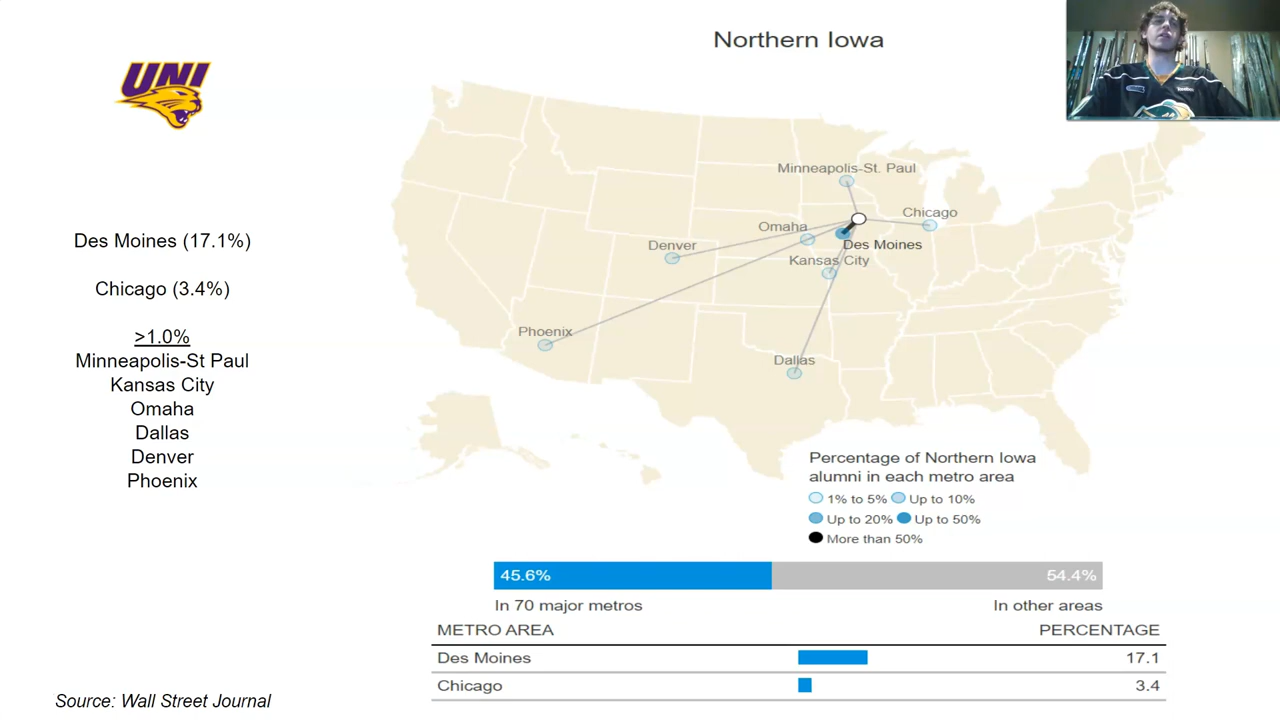 Northern Iowa
UNI
Reebok
Des Moines (17.1%)
Chicago (3.4%)
>1.0%
Minneapolis-St Paul
Kansas City
Omaha
Dallas
Denver
Phoenix
Minneapolis-St. Paul
Chicago
Omaha
Denver
Des Moines
Kansas City
Phoenix
Dallas
Percentage of Northern Iowa
alumni in each metro area
1% to 5% Up to 10%
Up to 20% Up to 50%
More than 50%
45.6% 54.4%
In 70 major metros In other areas
METRO AREA PERCENTAGE
Des Moines 17.1
Chicago 3.4
Source: Wall Street Journal